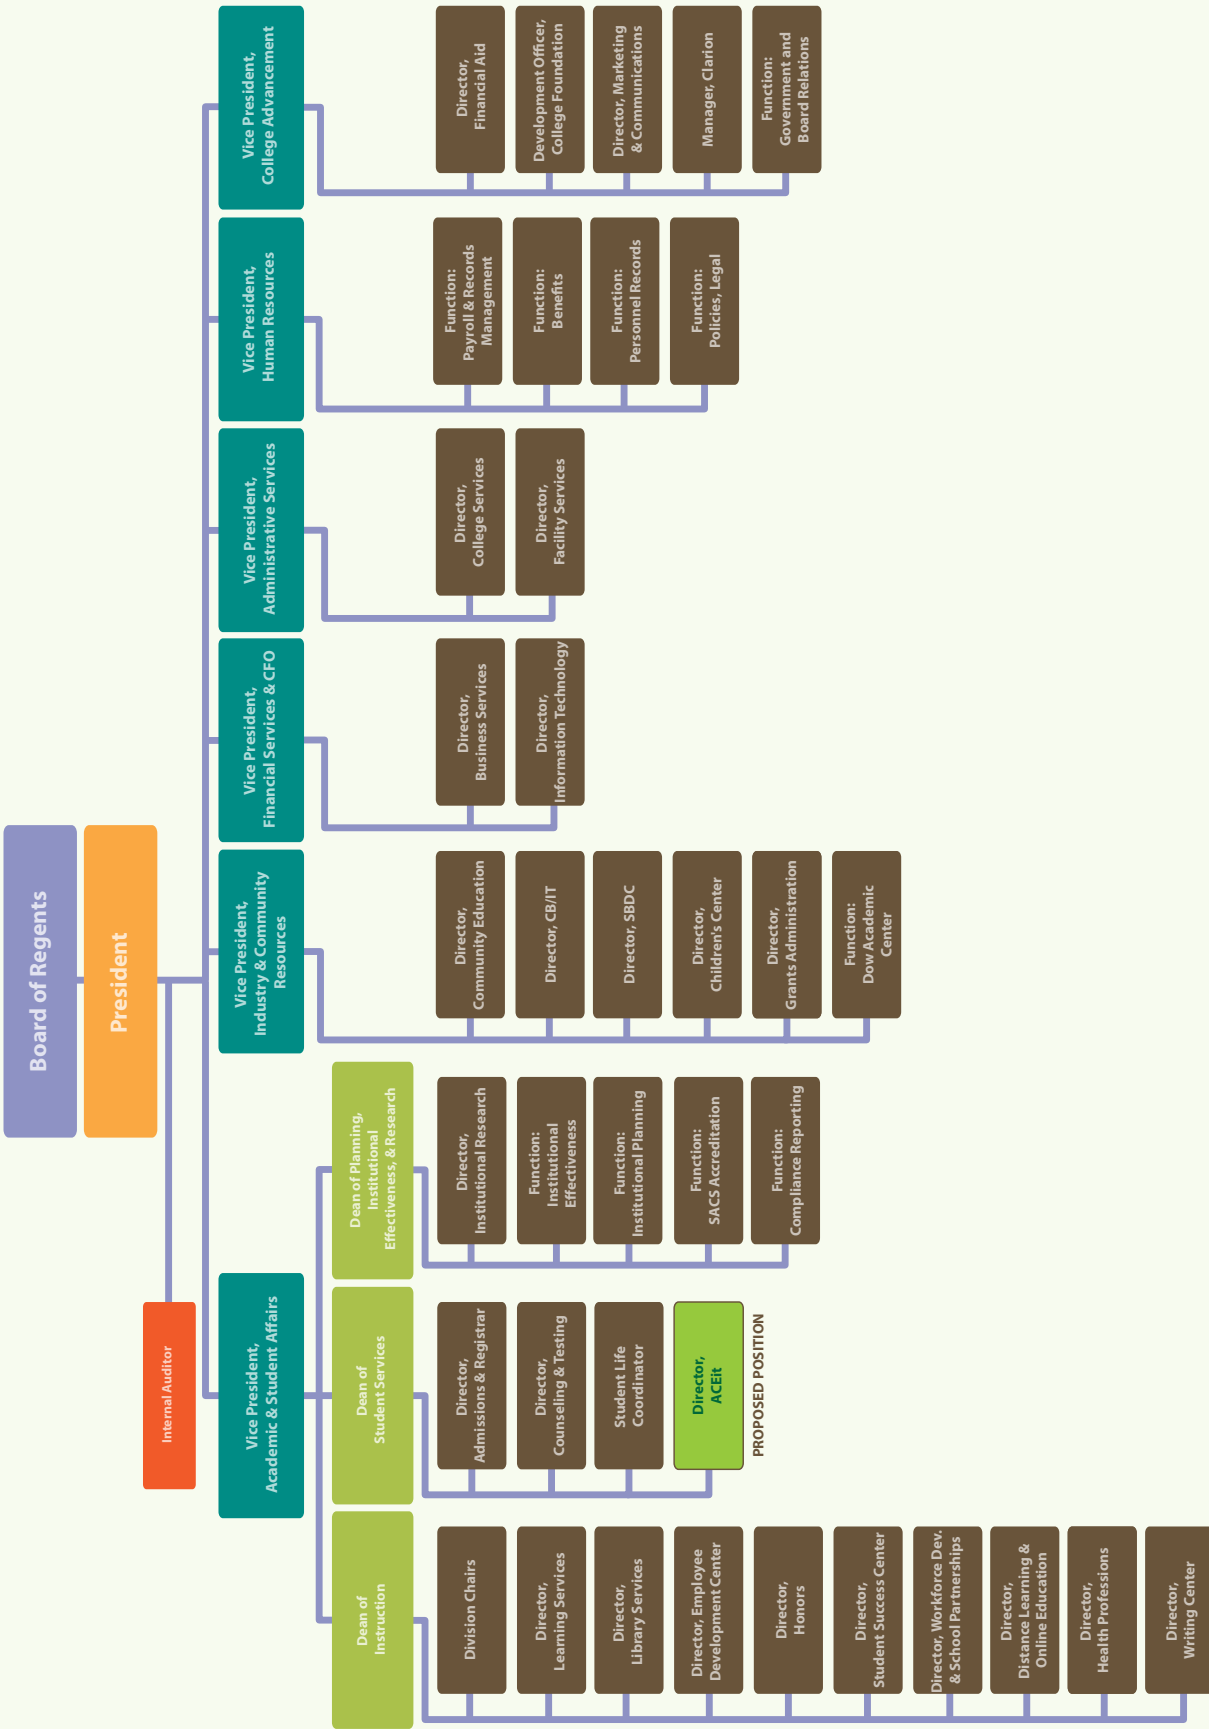 Board of Regents
President
Internal Auditor
Vice President,
Academic & Student Affairs
Dean of
Instruction
Division Chairs
Director,
Learning Services
Director,
Library Services
Director, Employee
Development Center
Director,
Honors
Director,
Student Success Center
Director, Workforce Dev.
& School Partnerships
Director,
Distance Learning &
Online Education
Director,
Health Professions
Director,
Writing Center
Dean of
Student Services
Director,
Admissions & Registrar
Director,
Counseling & Testing
Student Life
Coordinator
Director,
ACEit
PROPOSED POSITION
Dean of Planning,
Institutional
Effectiveness, & Research
Director,
Institutional Research
Function:
Institutional
Effectiveness
Function:
Institutional Planning
Function:
SACS Accreditation
Function:
Compliance Reporting
Vice President,
Industry & Community
Resources
Director,
Community Education
Director, CB/IT
Director, SBDC
Director,
Children's Center
Director,
Grants Administration
Function:
Dow Academic
Center
Vice President,
Financial Services & CFO
Director,
Business Services
Director,
Information Technology
Vice President,
Administrative Services
Director,
College Services
Director,
Facility Services
Vice President,
Human Resources
Function:
Payroll & Records
Management
Function:
Benefits
Function:
Personnel Records
Function:
Policies, Legal
Vice President,
College Advancement
Director,
Financial Aid
Development Officer,
College Foundation
Director, Marketing
& Communications
Manager, Clarion
Function:
Government and
Board Relations